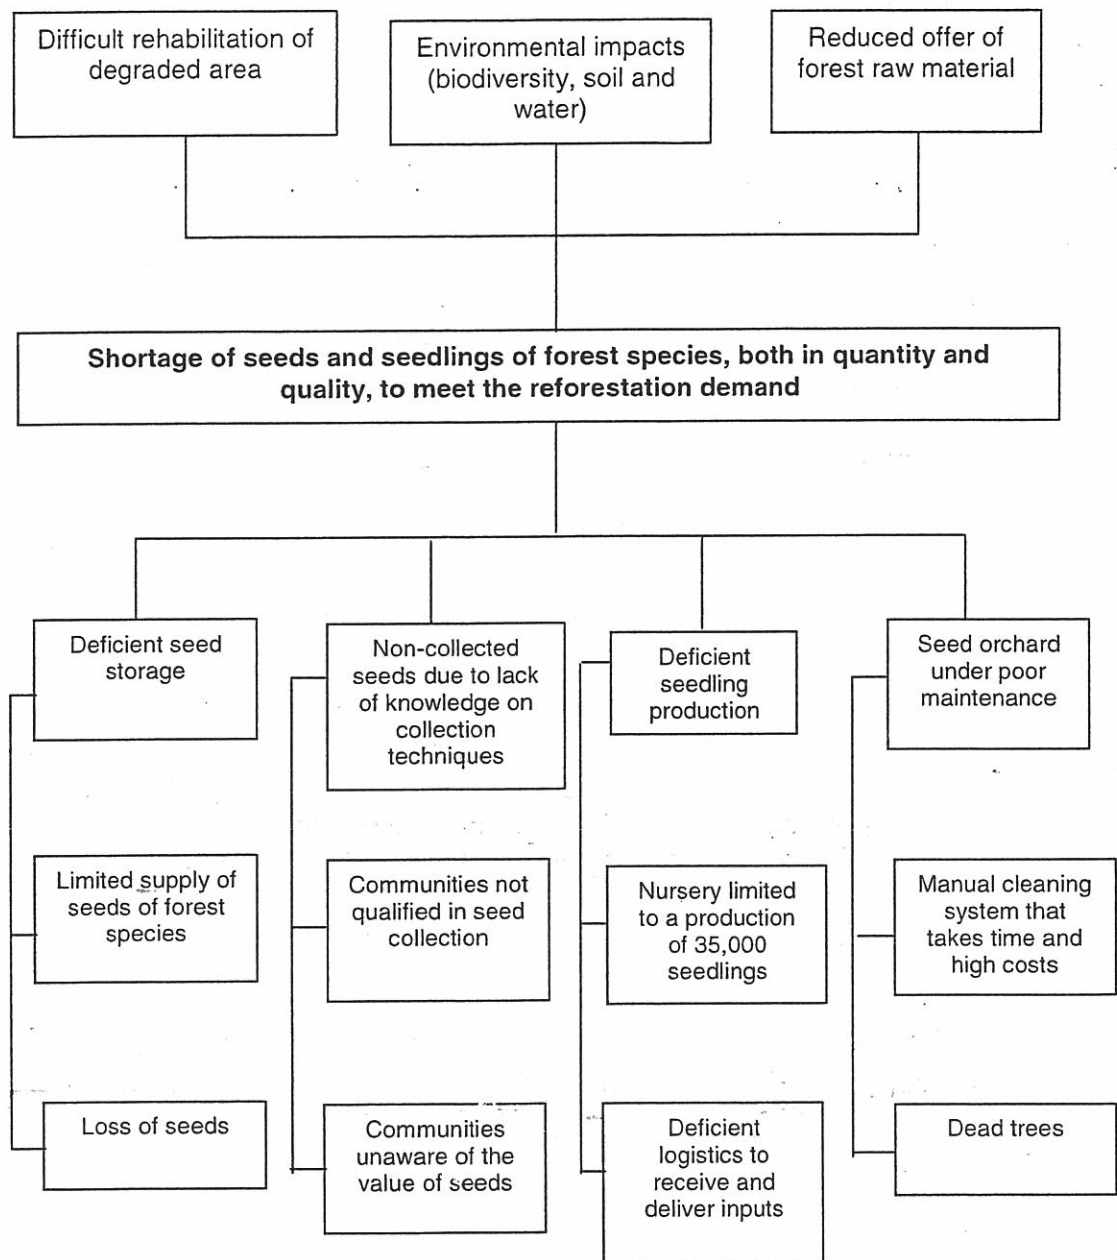 Difficult rehabilitation of
degraded area
Environmental impacts
(biodiversity, soil and
water)
Reduced offer of
forest raw material
Shortage of seeds and seedlings of forest species, both in quantity and
quality, to meet the reforestation demand
Deficient seed
storage
Non-collected
seeds due to lack
of knowledge on
collection
techniques
Deficient
seedling
production
Seed orchard
under poor
maintenance
Limited supply of
seeds of forest
species
Communities not
qualified in seed
collection
Nursery limited
to a production
of 35,000
seedlings
Manual cleaning
system that
takes time and
high costs
Loss of seeds
Communities
unaware of the
value of seeds
Deficient
logistics to
receive and
deliver inputs
Dead trees